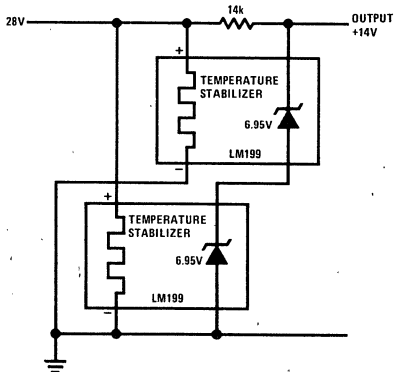 14k
28V
OUTPUT
+14V
+
TEMPERATURE
STABILIZER
6.95V
LM199
−
+
TEMPERATURE
STABILIZER
6.95V
LM199
−